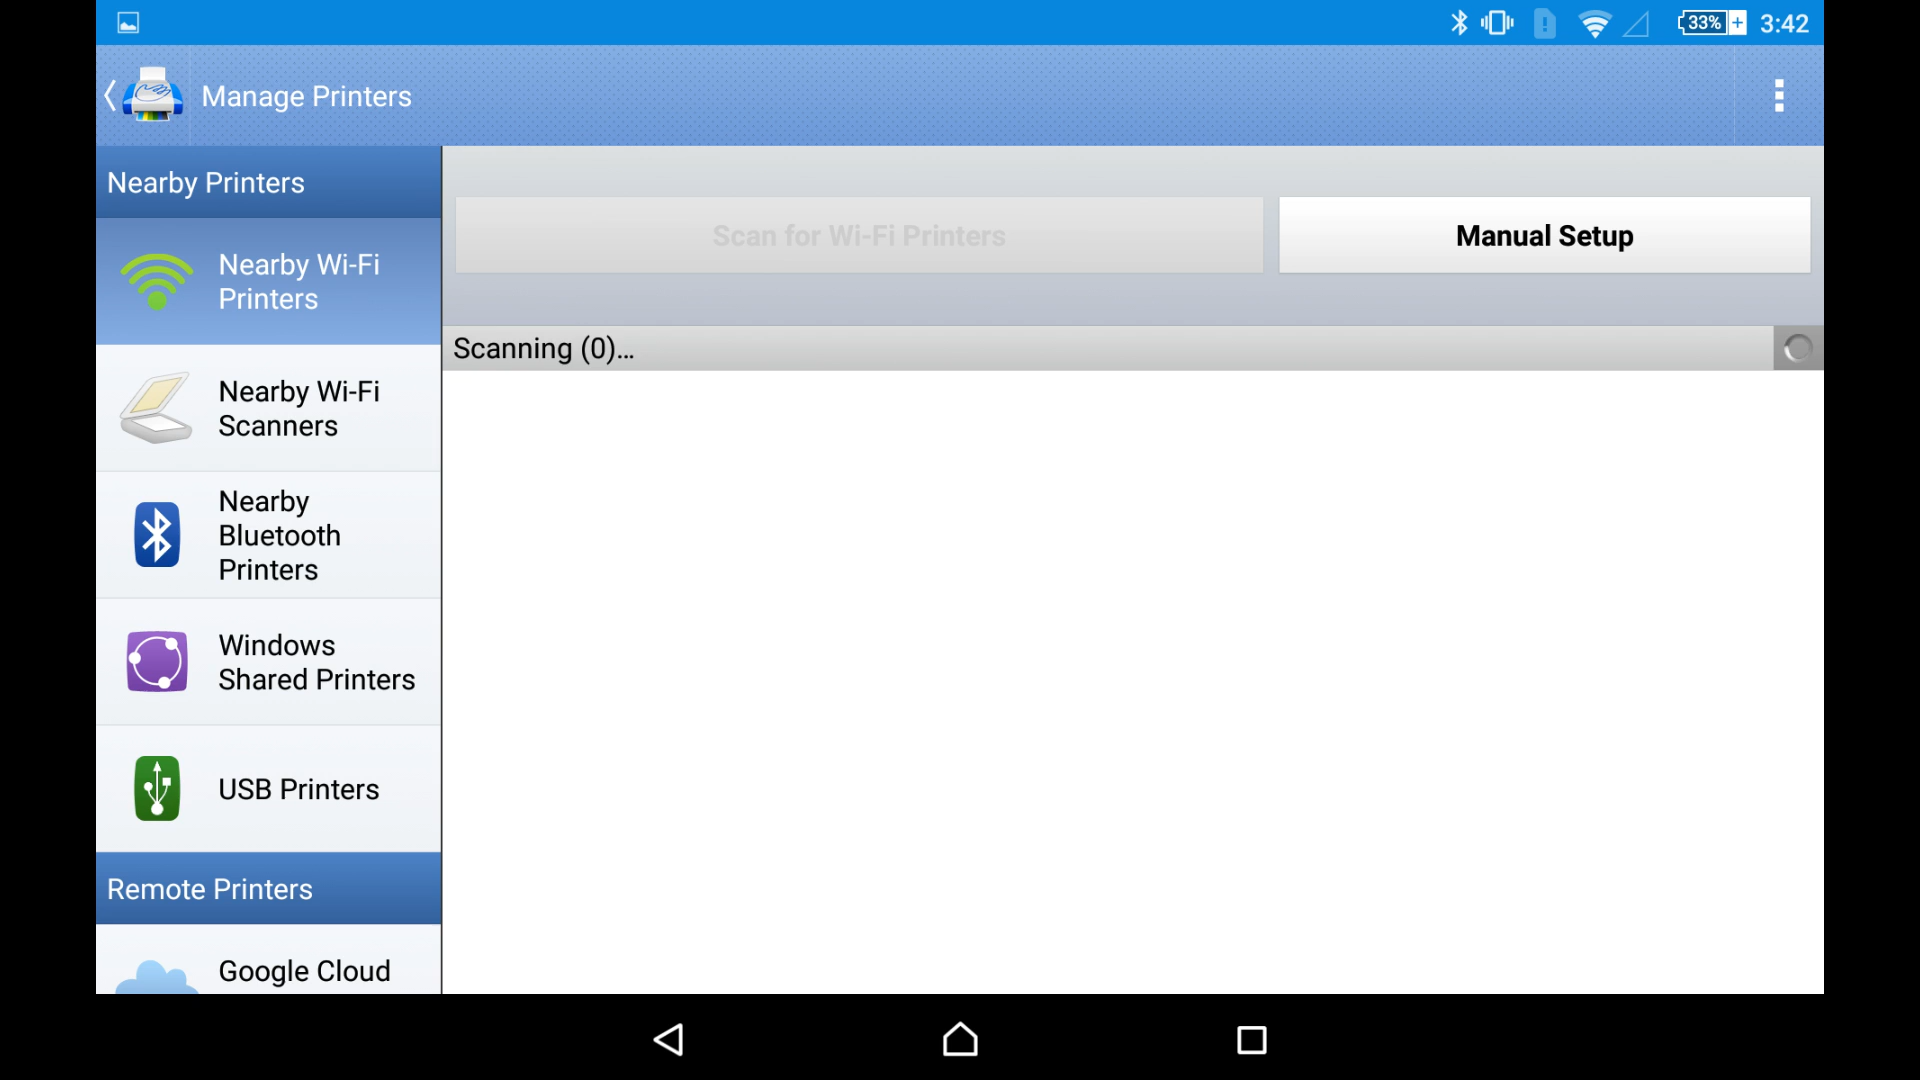 33%
3:42
Manage Printers
Nearby Printers
Nearby Wi-Fi
Printers
Nearby Wi-Fi
Scanners
Nearby
Bluetooth
Printers
Windows
Shared Printers
USB Printers
Remote Printers
Google Cloud
Scan for Wi-Fi Printers
Manual Setup
Scanning (0)...